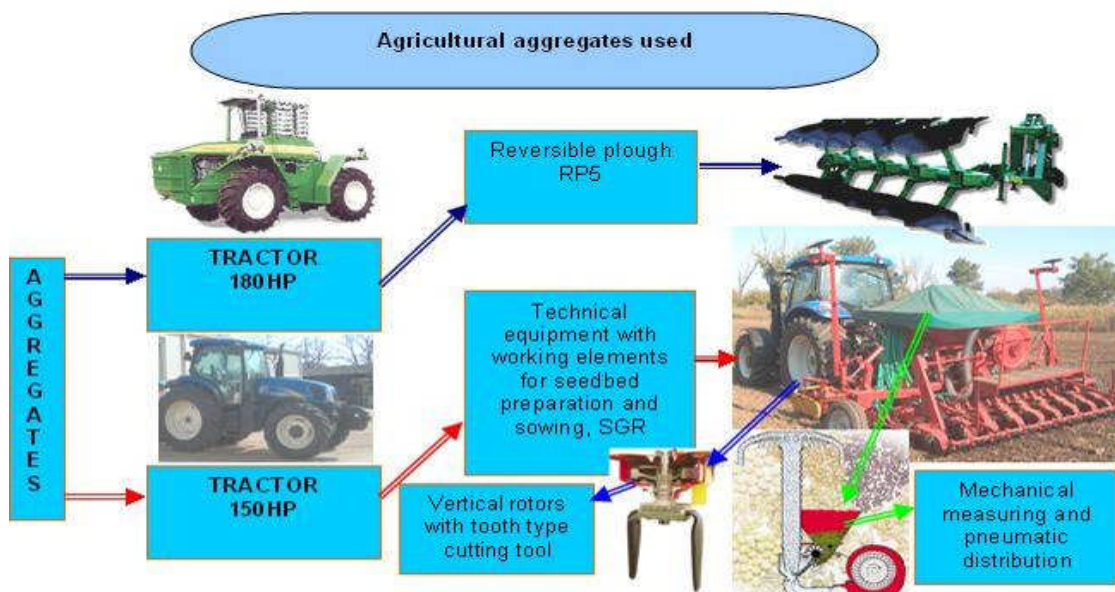 Agricultural aggregates used
Reversible plough
RP5
TRACTOR
180HP
AGGREGATES
Technical
equipment with
working elements
for seedbed
preparation and
sowing, SGR
TRACTOR
150HP
Vertical rotors
with tooth type
cutting tool
Mechanical
measuring and
pneumatic
distribution